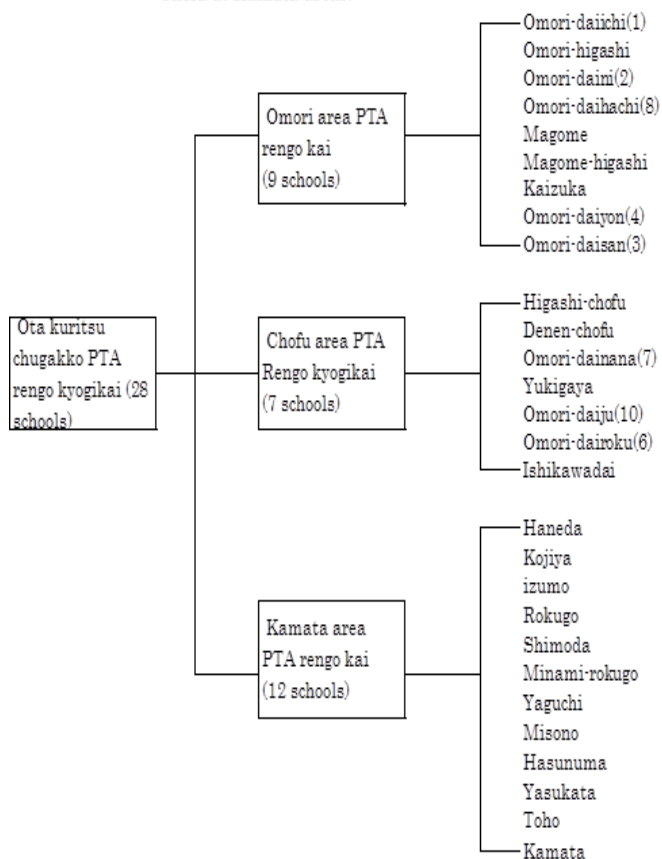 Ota kuritsu
chugakko PTA
rengo kyogikai (28
schools)
Omori area PTA
rengo kai
(9 schools)
Omori-daiichi(1)
Omori-higashi
Omori-daini(2)
Omori-daihachi(8)
Magome
Magome-higashi
Kaizuka
Omori-daiyon(4)
Omori-daisan(3)
Chofu area PTA
Rengo kyogikai
(7 schools)
Higashi-chofu
Denen-chofu
Omori-dainana(7)
Yukigaya
Omori-daiju(10)
Omori-dairoku(6)
Ishikawadai
Kamata area
PTA rengo kai
(12 schools)
Haneda
Kojiya
izumo
Rokugo
Shimoda
Minami-rokugo
Yaguchi
Misono
Hasunuma
Yasukata
Toho
Kamata